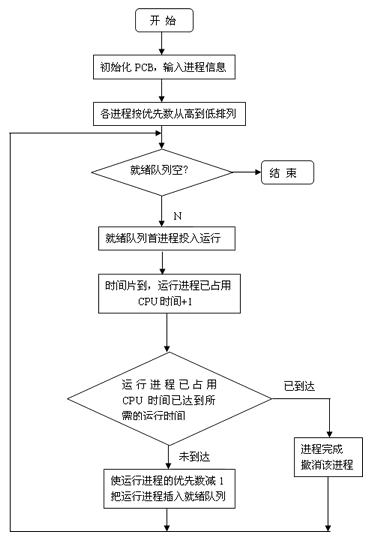 开 始
初始化 PCB，输入进程信息
各进程按优先数从高到低排列
就绪队列空？
结 束
N
就绪队列首进程投入运行
时间片到，运行进程已占用
CPU 时间+1
运行进程已占用
CPU 时间已达到所
需的运行时间
已到达
未到达
进程完成
撤消该进程
使运行进程的优先数减 1
把运行进程插入就绪队列